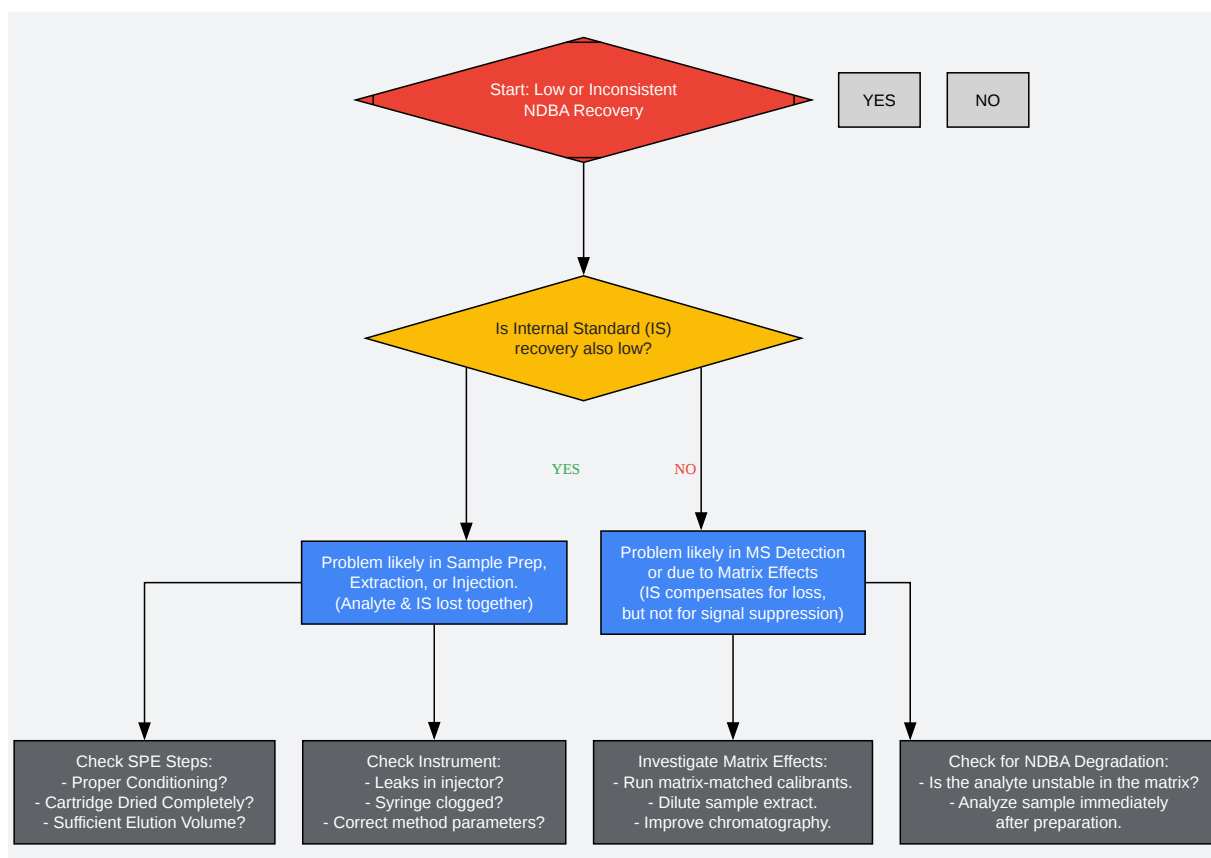 Start: Low or Inconsistent
NDBA Recovery
YES
NO
Is Internal Standard (IS)
recovery also low?
YES
NO
Problem likely in Sample Prep,
Extraction, or Injection.
(Analyte & IS lost together)
Problem likely in MS Detection
or due to Matrix Effects
(IS compensates for loss,
but not for signal suppression)
Check SPE Steps:
- Proper Conditioning?
- Cartridge Dried Completely?
- Sufficient Elution Volume?
Check Instrument:
- Leaks in injector?
- Syringe clogged?
- Correct method parameters?
Investigate Matrix Effects:
- Run matrix-matched calibrants.
- Dilute sample extract.
- Improve chromatography.
Check for NDBA Degradation:
- Is the analyte unstable in the matrix?
- Analyze sample immediately
after preparation.